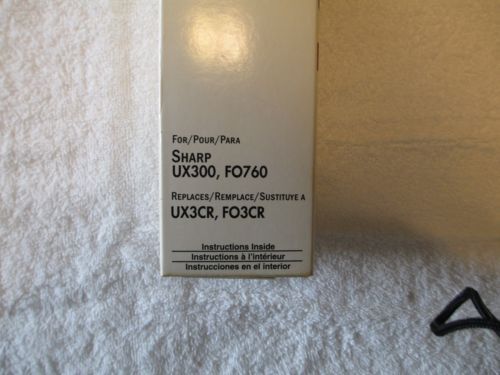 FOR/POUR/PARA
SHARP
UX300, FO760
REPLACES/REMPLACE/SUSTITUYE A
UX3CR, FO3CR
Instructions Inside
Instructions à l'intérieur
Instrucciones en el interior